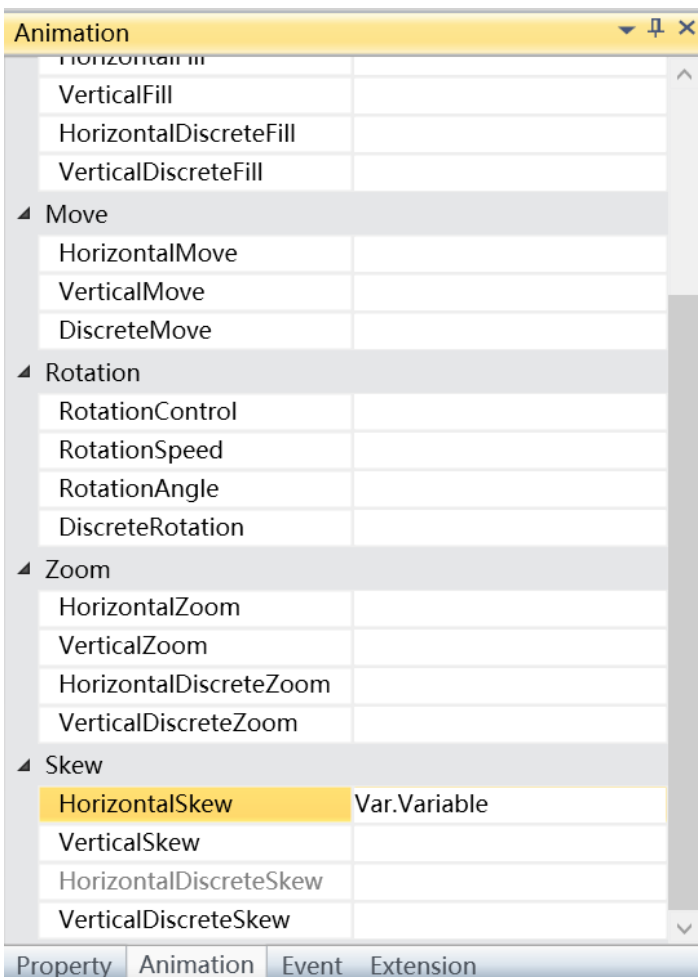 Animation
HorizontalFill
VerticalFill
HorizontalDiscreteFill
VerticalDiscreteFill
Move
HorizontalMove
VerticalMove
DiscreteMove
Rotation
RotationControl
RotationSpeed
RotationAngle
DiscreteRotation
Zoom
HorizontalZoom
VerticalZoom
HorizontalDiscreteZoom
VerticalDiscreteZoom
Skew
HorizontalSkew Var.Variable
VerticalSkew
HorizontalDiscreteSkew
VerticalDiscreteSkew
Property Animation Event Extension